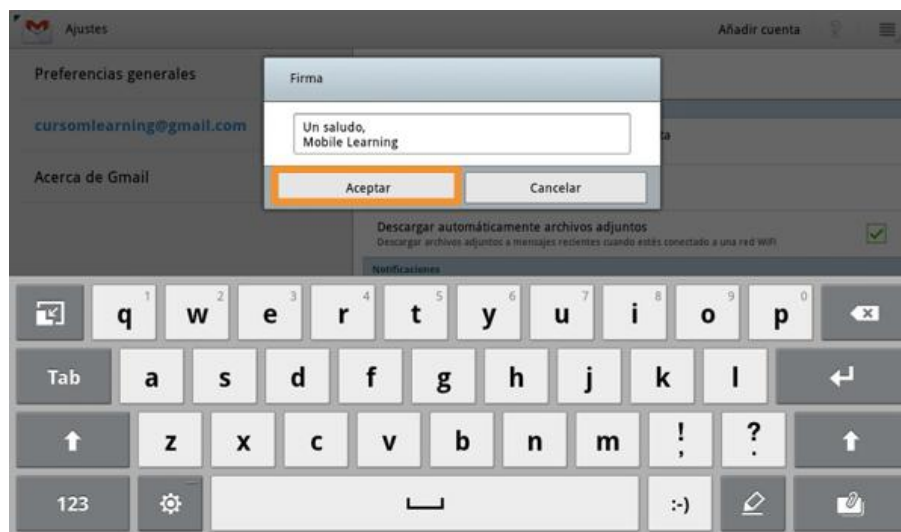 Ajustes
Añadir cuenta
Preferencias generales
cursomlearning@gmail.com
Acerca de Gmail
Firma
Un saludo,
Mobile Learning
Aceptar
Cancelar
ta
Descargar automáticamente archivos adjuntos
Descargar archivos adjuntos a mensajes recientes cuando estés conectado a una red WiFi
Notificaciones
q 1 w 2 e 3 r 4 t 5 y 6 u 7 i 8 o 9 p 0
Tab a s d f g h j k l
z x c v b n m ! , ? .
123 :-)